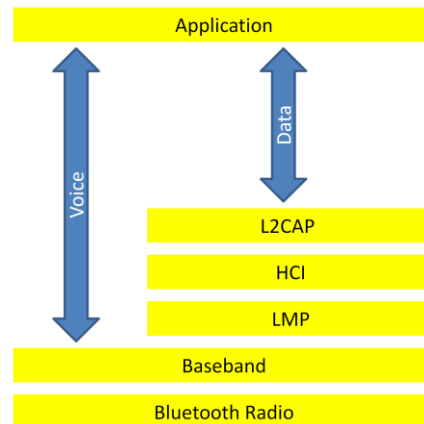 Application
Voice
Data
L2CAP
HCI
LMP
Baseband
Bluetooth Radio